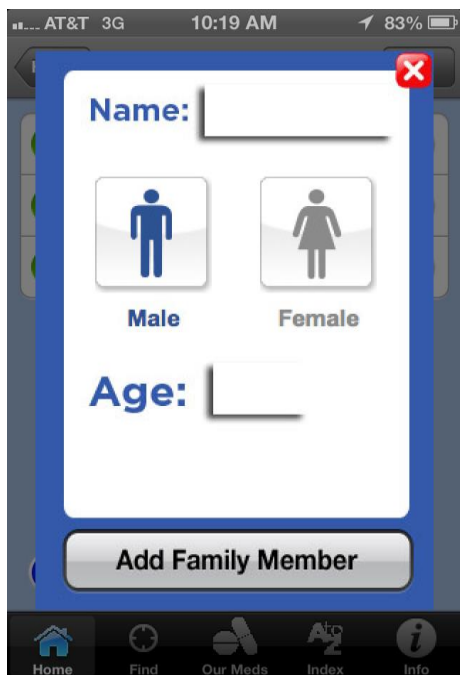 AT&T 3G 10:19 AM 83%
Name:
Male Female
Age:
Add Family Member
Home Find Our Meds Index Info